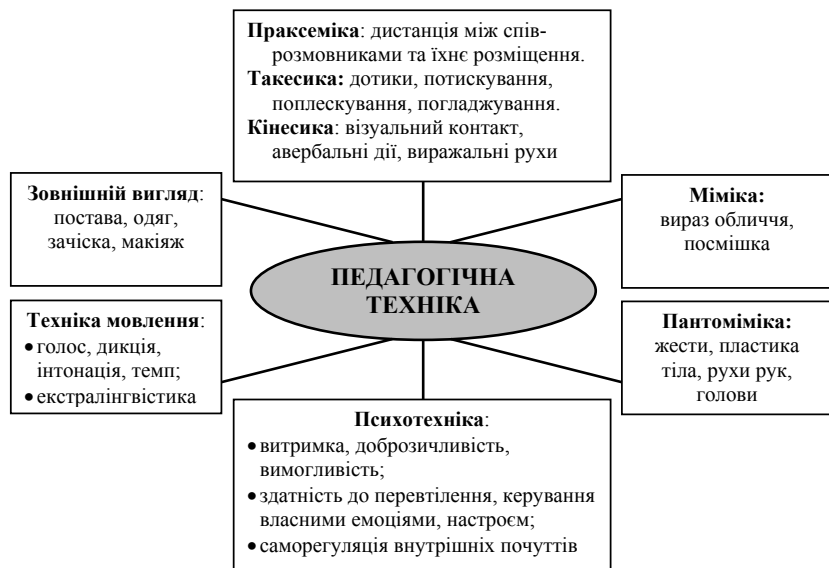 Праксеміка: дистанція між спів-
розмовниками та їхнє розміщення.
Такесика: дотики, потискування,
поплескування, погладжування.
Кінесика: візуальний контакт,
авербальні дії, виражальні рухи
Зовнішній вигляд:
постава, одяг,
зачіска, макіяж
Міміка:
вираз обличчя,
посмішка
ПЕДАГОГІЧНА
ТЕХНІКА
Техніка мовлення:
• голос, дикція,
інтонація, темп;
• екстралінгвістика
Пантоміміка:
жести, пластика
тіла, рухи рук,
голови
Психотехніка:
• витримка, доброзичливість,
вимогливість;
• здатність до перевтілення, керування
власними емоціями, настроєм;
• саморегуляція внутрішніх почуттів